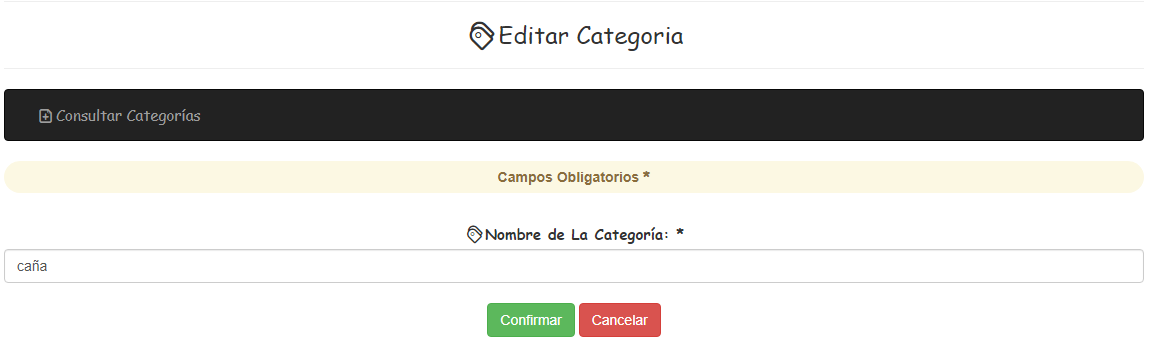 Editar Categoria
Consultar Categorías
Campos Obligatorios *
Nombre de La Categoría: *
caña
Confirmar Cancelar